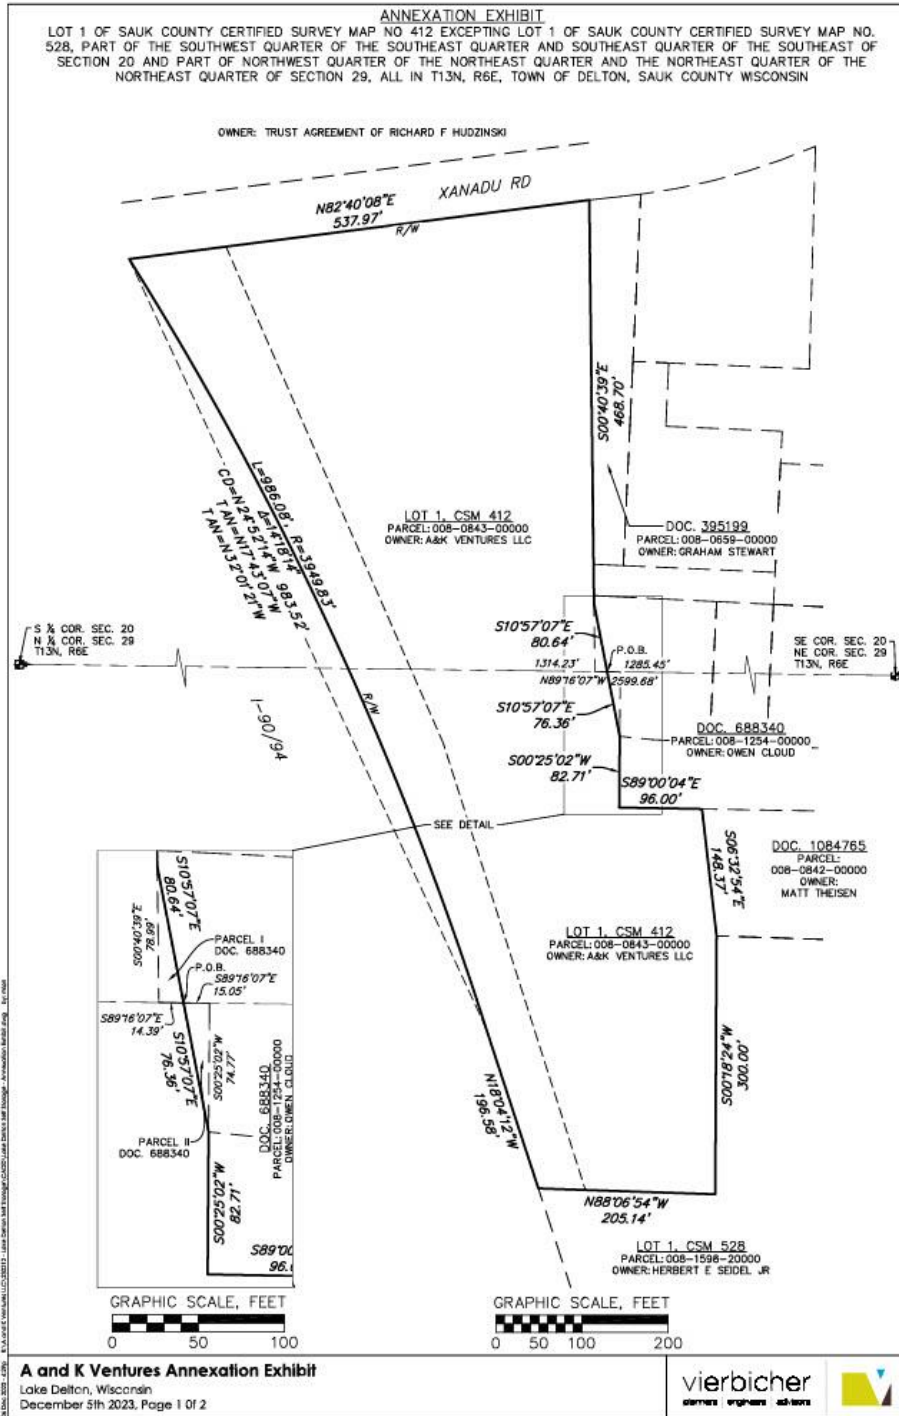 ANNEXATION EXHIBIT
LOT 1 OF SAUK COUNTY CERTIFIED SURVEY MAP NO 412 EXCEPTING LOT 1 OF SAUK COUNTY CERTIFIED SURVEY MAP NO.
528, PART OF THE SOUTHWEST QUARTER OF THE SOUTHEAST QUARTER AND SOUTHEAST QUARTER OF THE SOUTHEAST OF
SECTION 20 AND PART OF NORTHWEST QUARTER OF THE NORTHEAST QUARTER AND THE NORTHEAST QUARTER OF THE
NORTHEAST QUARTER OF SECTION 29, ALL IN T13N, R6E, TOWN OF DELTON, SAUK COUNTY WISCONSIN
OWNER: TRUST AGREEMENT OF RICHARD F HUDZINSKI
XANADU RD
N82°40'08"E
537.97'
R/W
S00°40'39"E
468.70'
L=986.08', R=3949.83'
Δ=14°18'14"
CD=N24°52'14"W 983.52'
TAN=N17°43'07"W
TAN=N32°01'21"W
LOT 1, CSM 412
PARCEL: 008-0843-00000
OWNER: A&K VENTURES LLC
DOC. 395199
PARCEL: 008-0659-00000
OWNER: GRAHAM STEWART
S ¼ COR. SEC. 20
N ¼ COR. SEC. 29
T13N, R6E
S10°57'07"E
80.64'
P.O.B.
1314.23'
1285.45'
N89°16'07"W 2599.68'
SE COR. SEC. 20
NE COR. SEC. 29
T13N, R6E
R/W
I-90/94
S10°57'07"E
76.36'
DOC. 688340
PARCEL: 008-1254-00000
OWNER: OWEN CLOUD
S00°25'02"W
82.71'
S89°00'04"E
96.00'
SEE DETAIL
S06°32'54"E
148.37'
DOC. 1084765
PARCEL:
008-0842-00000
OWNER:
MATT THEISEN
LOT 1, CSM 412
PARCEL: 008-0843-00000
OWNER: A&K VENTURES LLC
S10°57'07"E
80.64'
S00°40'39"E
78.99'
PARCEL I
DOC. 688340
P.O.B.
S89°16'07"E
15.05'
S89°16'07"E
14.39'
S10°57'07"E
76.36'
S00°25'02"W
74.77'
DOC. 688340
PARCEL: 008-1254-00000
OWNER: OWEN CLOUD
PARCEL II
DOC. 688340
S00°25'02"W
82.71'
S89°00
96.
N18°04'12"W
196.58'
S00°18'24"W
300.00'
N88°06'54"W
205.14'
LOT 1, CSM 528
PARCEL: 008-1598-20000
OWNER: HERBERT E SEIDEL JR
GRAPHIC SCALE, FEET
0 50 100
GRAPHIC SCALE, FEET
0 50 100 200
A and K Ventures Annexation Exhibit
Lake Delton, Wisconsin
December 5th 2023, Page 1 Of 2
vierbicher
planners | engineers | advisors